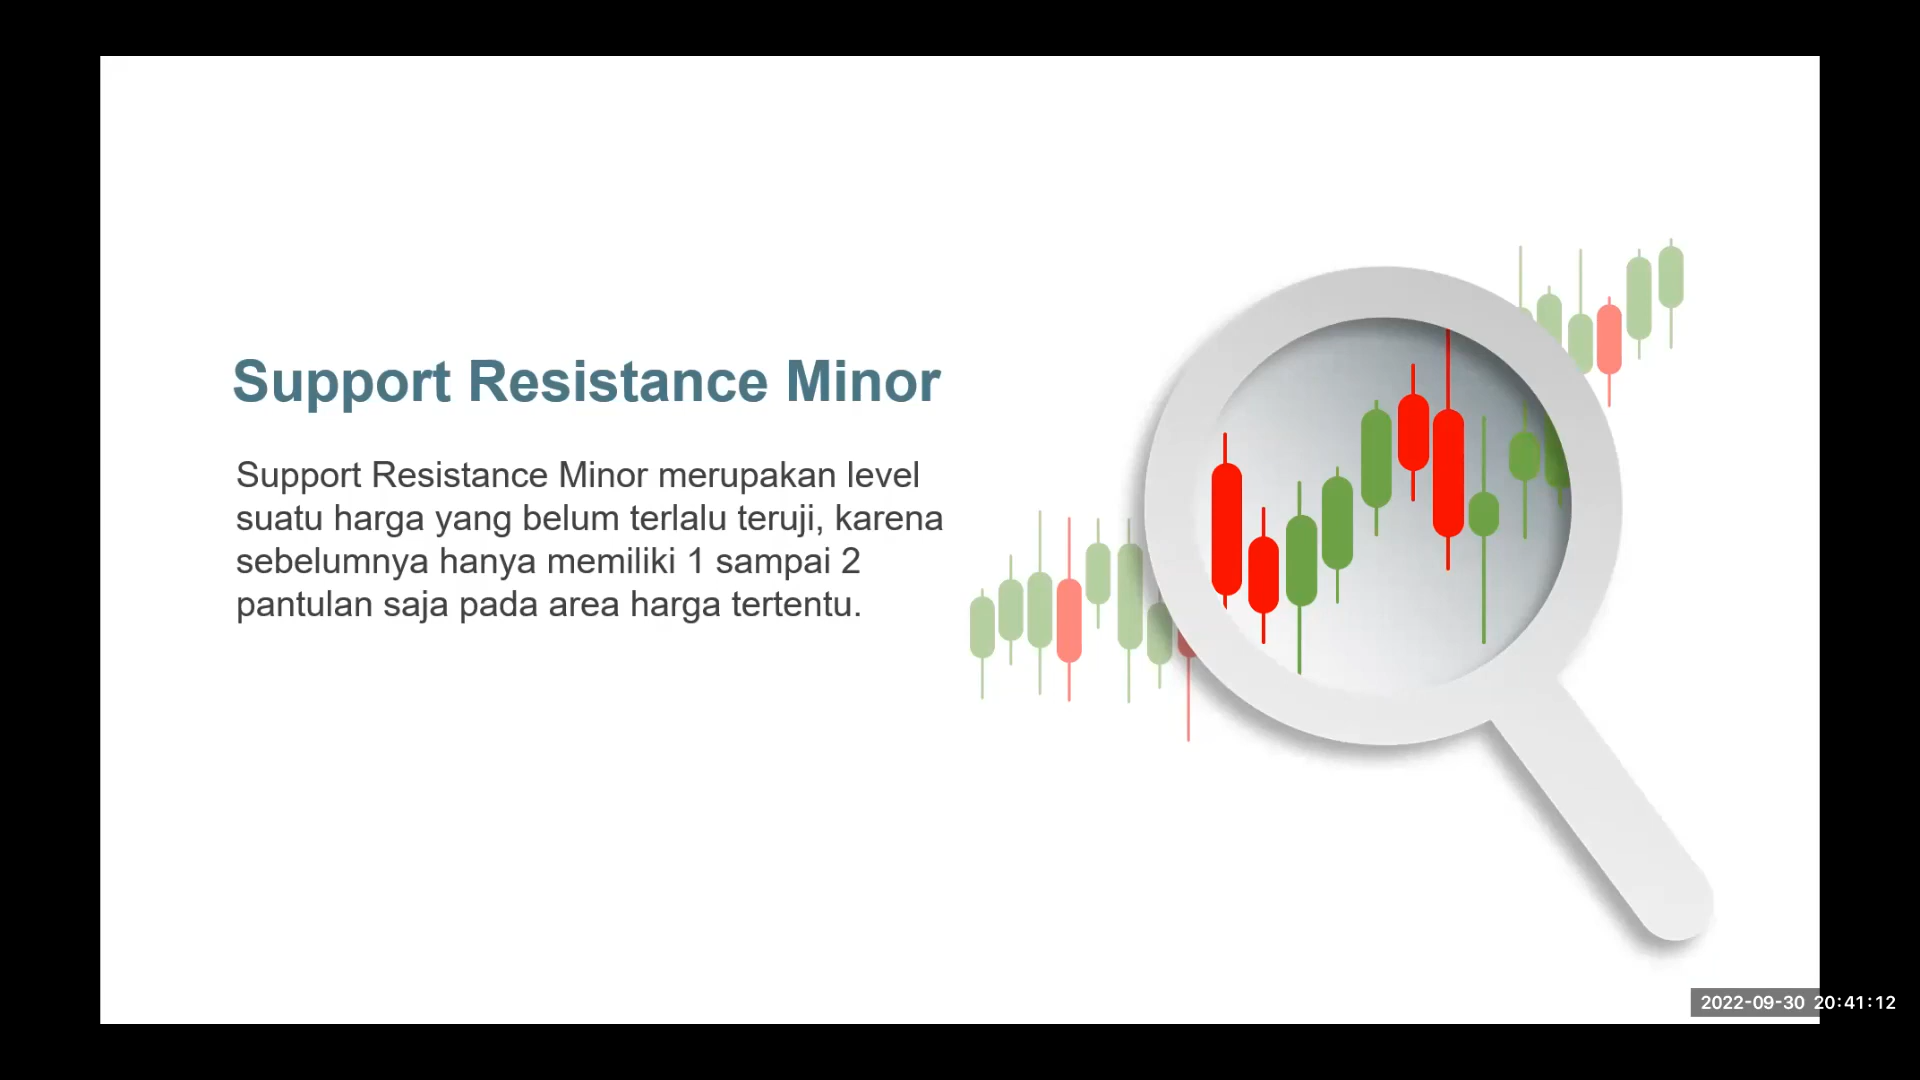 Support Resistance Minor
Support Resistance Minor merupakan level
suatu harga yang belum terlalu teruji, karena
sebelumnya hanya memiliki 1 sampai 2
pantulan saja pada area harga tertentu.
2022-09-30 20:41:12